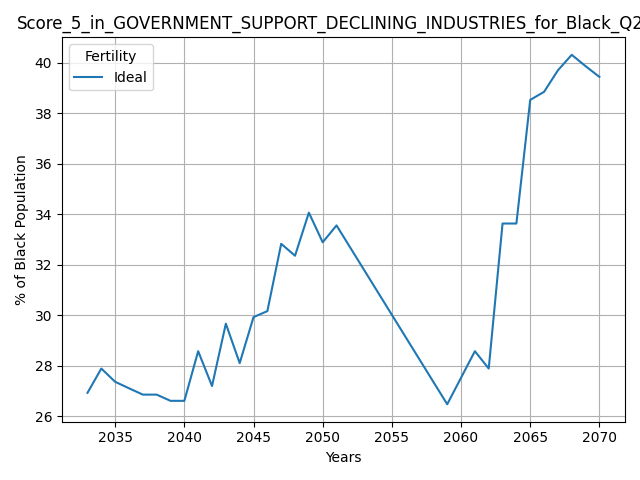 Score_5_in_GOVERNMENT_SUPPORT_DECLINING_INDUSTRIES_for_Black_Q2
Fertility
Ideal
% of Black Population
40
38
36
34
32
30
28
26
2035 2040 2045 2050 2055 2060 2065 2070
Years